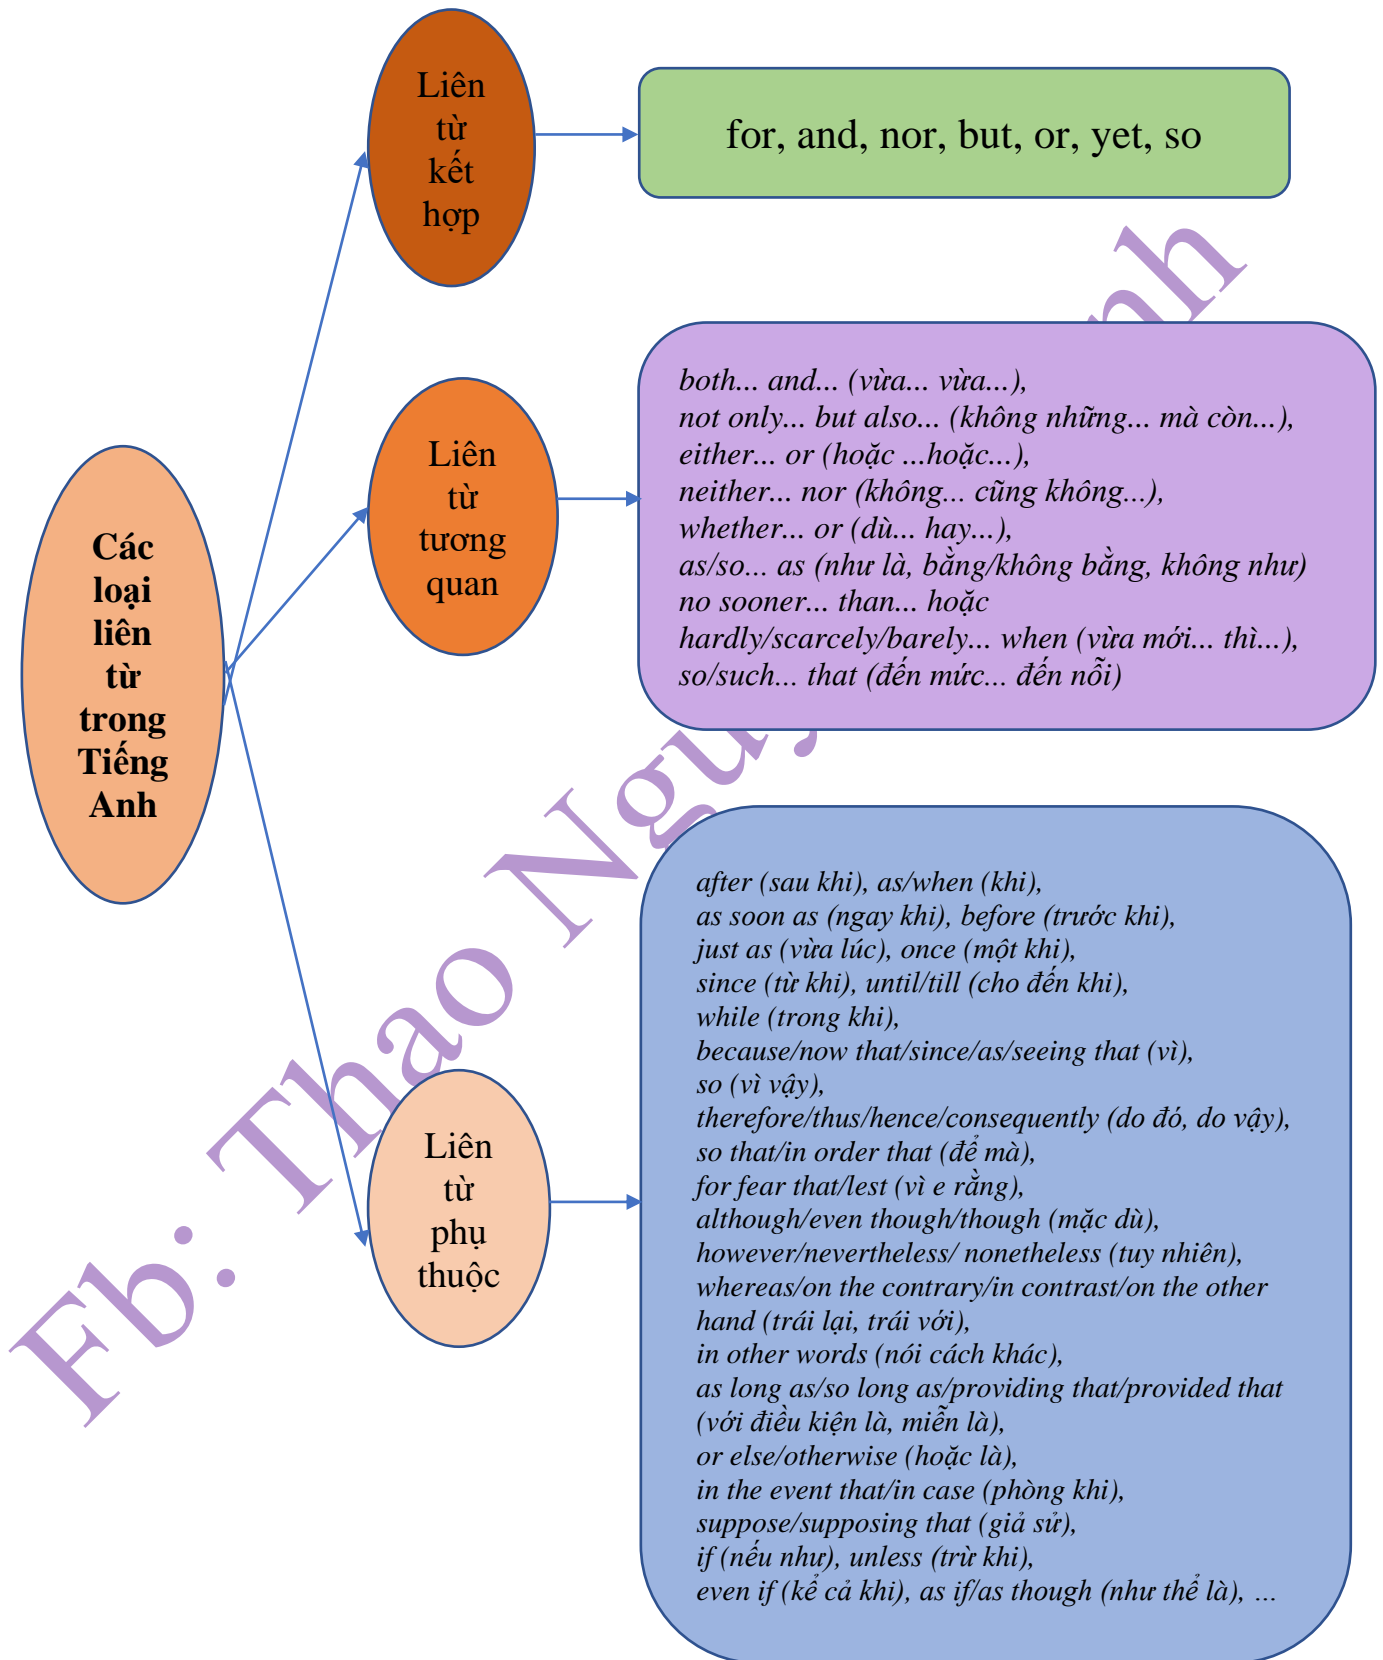 Các
loại
liên
từ
trong
Tiếng
Anh
Liên
từ
kết
hợp
for, and, nor, but, or, yet, so
Liên
từ
tương
quan
both... and... (vừa... vừa...),
not only... but also... (không những... mà còn...),
either... or (hoặc ...hoặc...),
neither... nor (không... cũng không...),
whether... or (dù... hay...),
as/so... as (như là, bằng/không bằng, không như)
no sooner... than... hoặc
hardly/scarcely/barely... when (vừa mới... thì...),
so/such... that (đến mức... đến nỗi)
Liên
từ
phụ
thuộc
after (sau khi), as/when (khi),
as soon as (ngay khi), before (trước khi),
just as (vừa lúc), once (một khi),
since (từ khi), until/till (cho đến khi),
while (trong khi),
because/now that/since/as/seeing that (vì),
so (vì vậy),
therefore/thus/hence/consequently (do đó, do vậy),
so that/in order that (để mà),
for fear that/lest (vì e rằng),
although/even though/though (mặc dù),
however/nevertheless/ nonetheless (tuy nhiên),
whereas/on the contrary/in contrast/on the other
hand (trái lại, trái với),
in other words (nói cách khác),
as long as/so long as/providing that/provided that
(với điều kiện là, miễn là),
or else/otherwise (hoặc là),
in the event that/in case (phòng khi),
suppose/supposing that (giả sử),
if (nếu như), unless (trừ khi),
even if (kể cả khi), as if/as though (như thể là), …
Fb: Thao